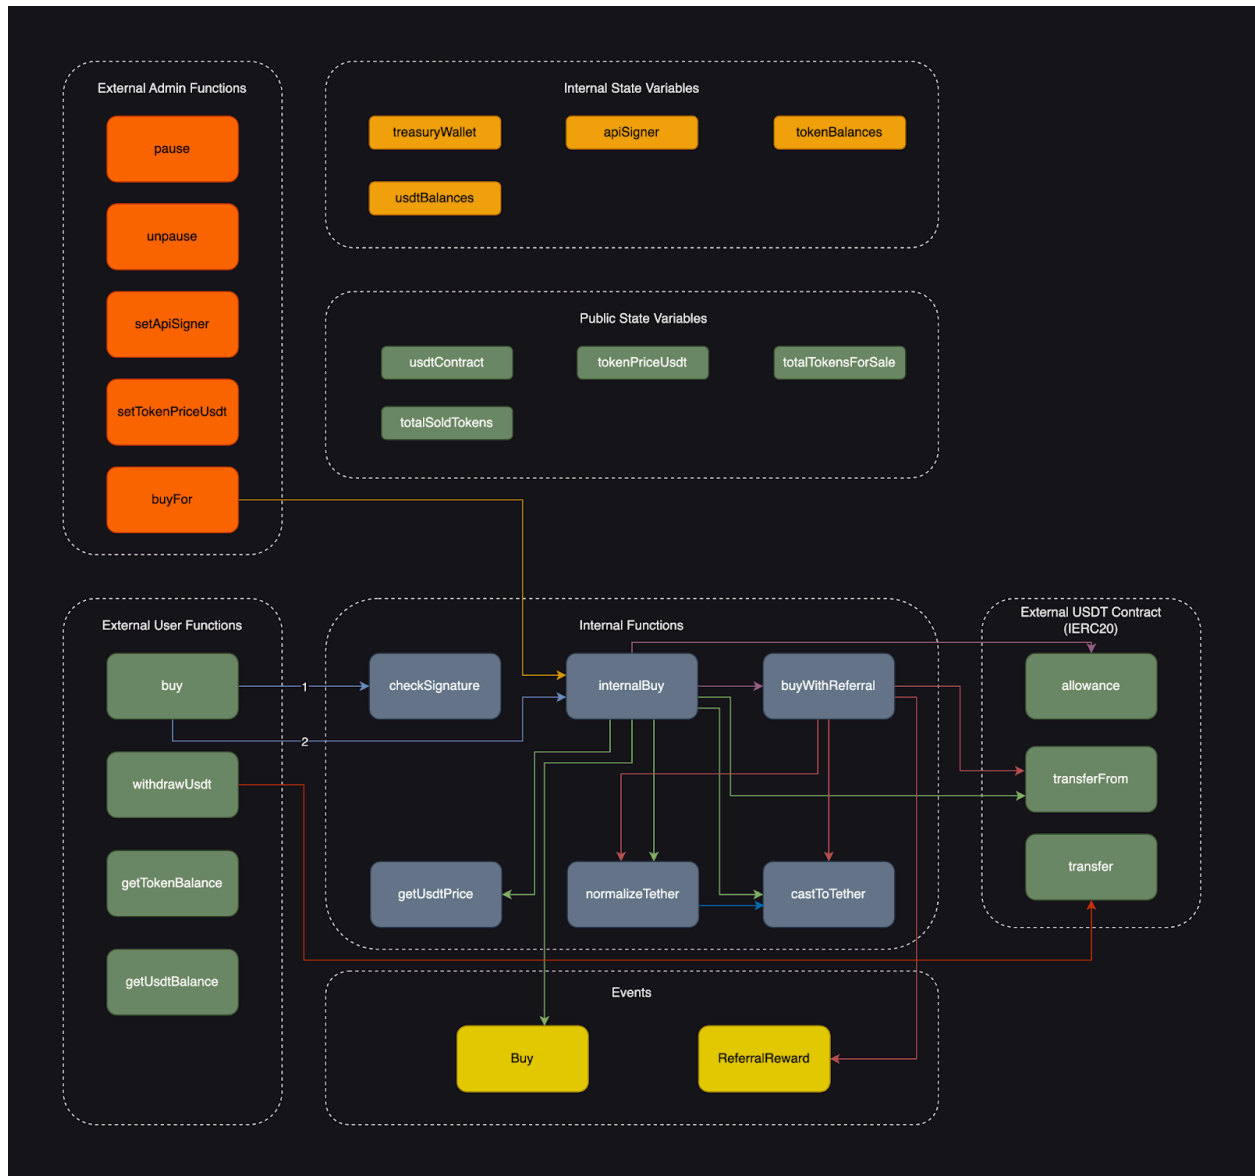 External Admin Functions
pause
unpause
setApiSigner
setTokenPriceUsdt
buyFor
Internal State Variables
treasuryWallet
apiSigner
tokenBalances
usdtBalances
Public State Variables
usdtContract
tokenPriceUsdt
totalTokensForSale
totalSoldTokens
External User Functions
buy
withdrawUsdt
getTokenBalance
getUsdtBalance
1
2
Internal Functions
checkSignature
internalBuy
buyWithReferral
getUsdtPrice
normalizeTether
castToTether
External USDT Contract
(IERC20)
allowance
transferFrom
transfer
Events
Buy
ReferralReward